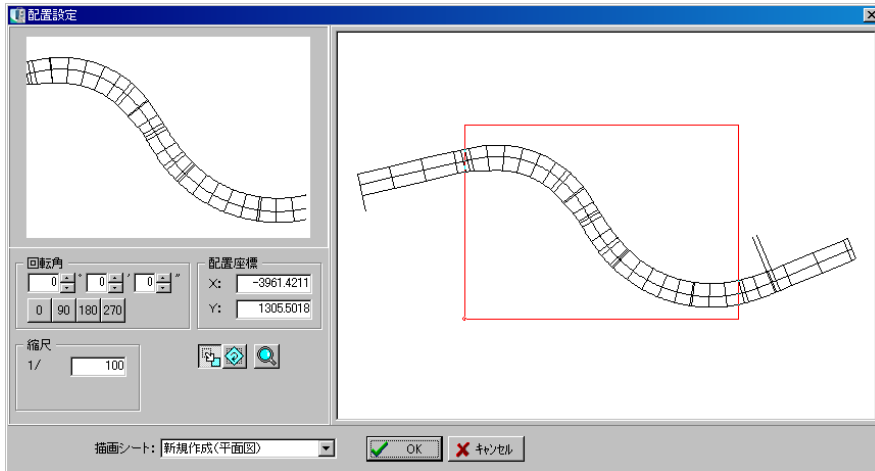 配置設定
回転角
0 ° 0 ′ 0 ″
0 90 180 270
配置座標
X: -3961.4211
Y: 1305.5018
縮尺
1/ 100
描画シート: 新規作成(平面図)
OK
キャンセル